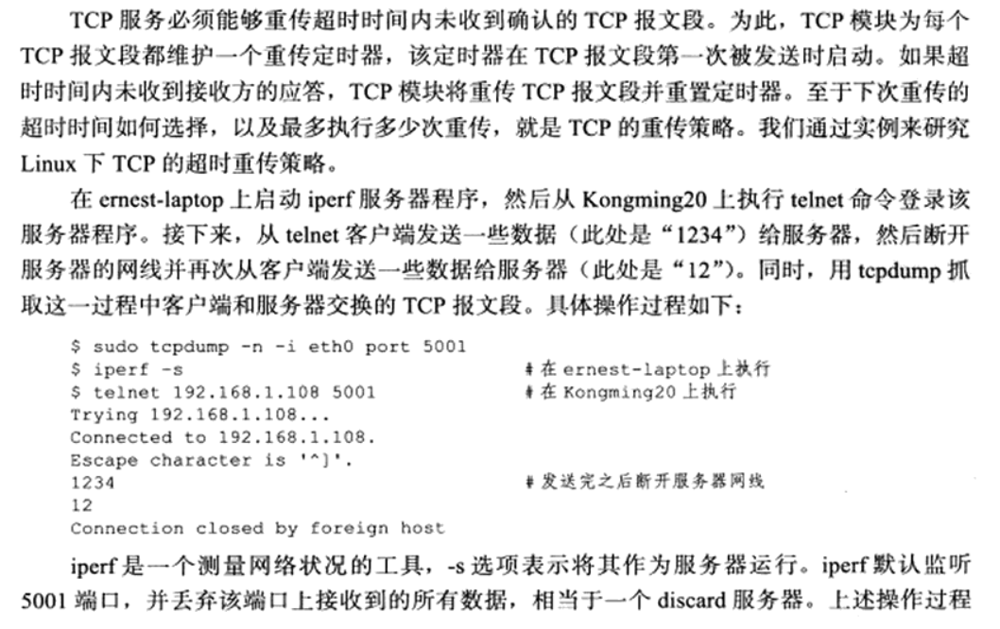 TCP 服务必须能够重传超时时间内未收到确认的 TCP 报文段。为此，TCP 模块为每个
TCP 报文段都维护一个重传定时器，该定时器在 TCP 报文段第一次被发送时启动。如果超
时时间内未收到接收方的应答，TCP 模块将重传 TCP 报文段并重置定时器。至于下次重传的
超时时间如何选择，以及最多执行多少次重传，就是 TCP 的重传策略。我们通过实例来研究
Linux 下 TCP 的超时重传策略。
在 ernest-laptop 上启动 iperf 服务器程序，然后从 Kongming20 上执行 telnet 命令登录该
服务器程序。接下来，从 telnet 客户端发送一些数据（此处是“1234”）给服务器，然后断开
服务器的网线并再次从客户端发送一些数据给服务器（此处是“12”）。同时，用 tcpdump 抓
取这一过程中客户端和服务器交换的 TCP 报文段。具体操作过程如下：
$ sudo tcpdump -n -i eth0 port 5001
$ iperf -s # 在 ernest-laptop 上执行
$ telnet 192.168.1.108 5001 # 在 Kongming20 上执行
Trying 192.168.1.108...
Connected to 192.168.1.108.
Escape character is '^]'.
1234 # 发送完之后断开服务器网线
12
Connection closed by foreign host
iperf 是一个测量网络状况的工具，-s 选项表示将其作为服务器运行。iperf 默认监听
5001 端口，并丢弃该端口上接收到的所有数据，相当于一个 discard 服务器。上述操作过程